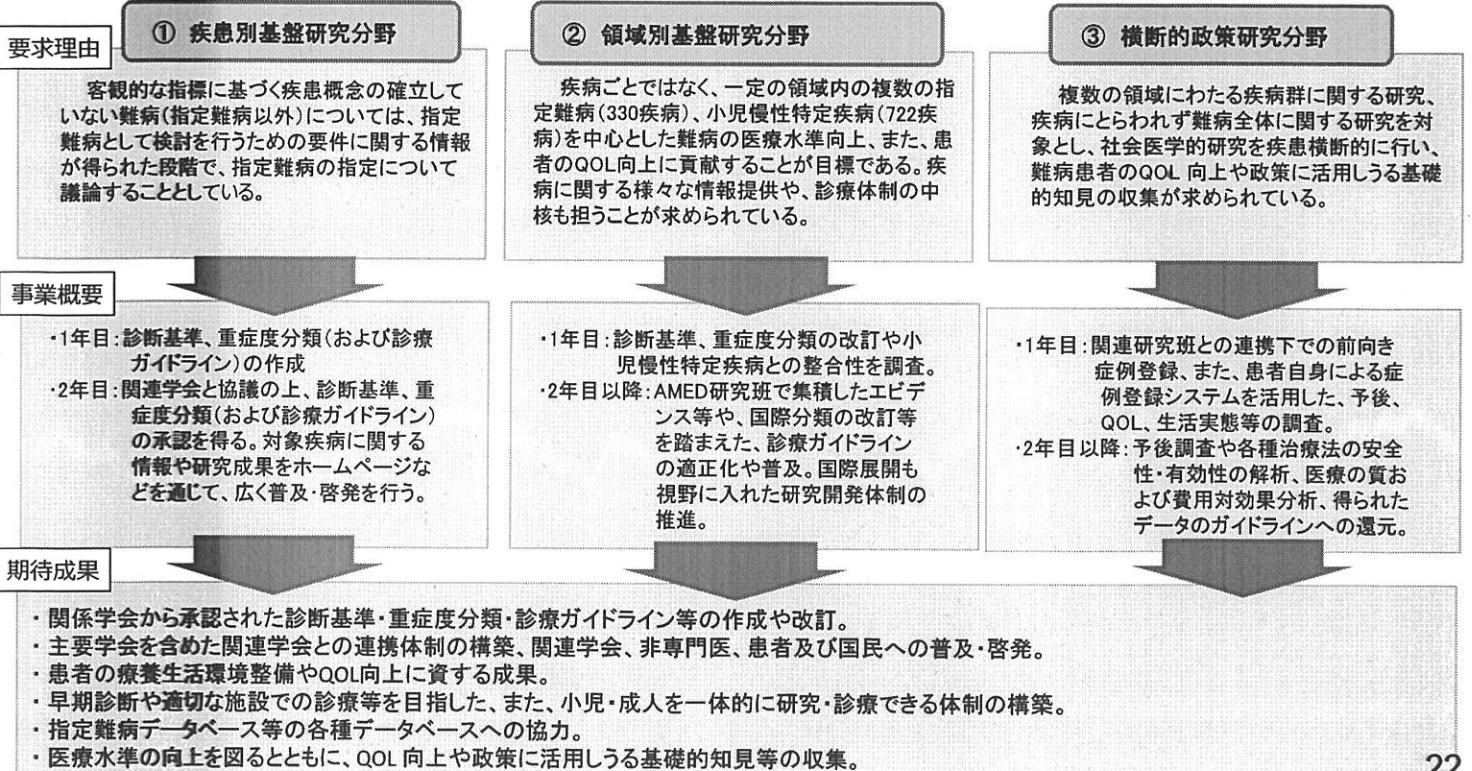 要求理由
① 疾患別基盤研究分野
客観的な指標に基づく疾患概念の確立して
いない難病(指定難病以外)については、指定
難病として検討を行うための要件に関する情報
が得られた段階で、指定難病の指定について
議論することとしている。
② 領域別基盤研究分野
疾病ごとではなく、一定の領域内の複数の指
定難病(330疾病)、小児慢性特定疾病(722疾
病)を中心とした難病の医療水準向上、また、患
者のQOL向上に貢献することが目標である。疾
病に関する様々な情報提供や、診療体制の中
核も担うことが求められている。
③ 横断的政策研究分野
複数の領域にわたる疾病群に関する研究、
疾病にとらわれず難病全体に関する研究を対
象とし、社会医学的研究を疾患横断的に行い、
難病患者のQOL 向上や政策に活用しうる基礎
的知見の収集が求められている。
事業概要
・1年目:診断基準、重症度分類(および診療
ガイドライン)の作成
・2年目:関連学会と協議の上、診断基準、重
症度分類(および診療ガイドライン)
の承認を得る。対象疾病に関する
情報や研究成果をホームページな
どを通じて、広く普及・啓発を行う。
・1年目:診断基準、重症度分類の改訂や小
児慢性特定疾病との整合性を調査。
・2年目以降:AMED研究班で集積したエビデ
ンス等や、国際分類の改訂等
を踏まえた、診療ガイドライン
の適正化や普及。国際展開も
視野に入れた研究開発体制の
推進。
・1年目:関連研究班との連携下での前向き
症例登録、また、患者自身による症
例登録システムを活用した、予後、
QOL、生活実態等の調査。
・2年目以降:予後調査や各種治療法の安全
性・有効性の解析、医療の質お
よび費用対効果分析、得られた
データのガイドラインへの還元。
期待成果
・関係学会から承認された診断基準・重症度分類・診療ガイドライン等の作成や改訂。
・主要学会を含めた関連学会との連携体制の構築、関連学会、非専門医、患者及び国民への普及・啓発。
・患者の療養生活環境整備やQOL向上に資する成果。
・早期診断や適切な施設での診療等を目指した、また、小児・成人を一体的に研究・診療できる体制の構築。
・指定難病データベース等の各種データベースへの協力。
・医療水準の向上を図るとともに、QOL 向上や政策に活用しうる基礎的知見等の収集。
22